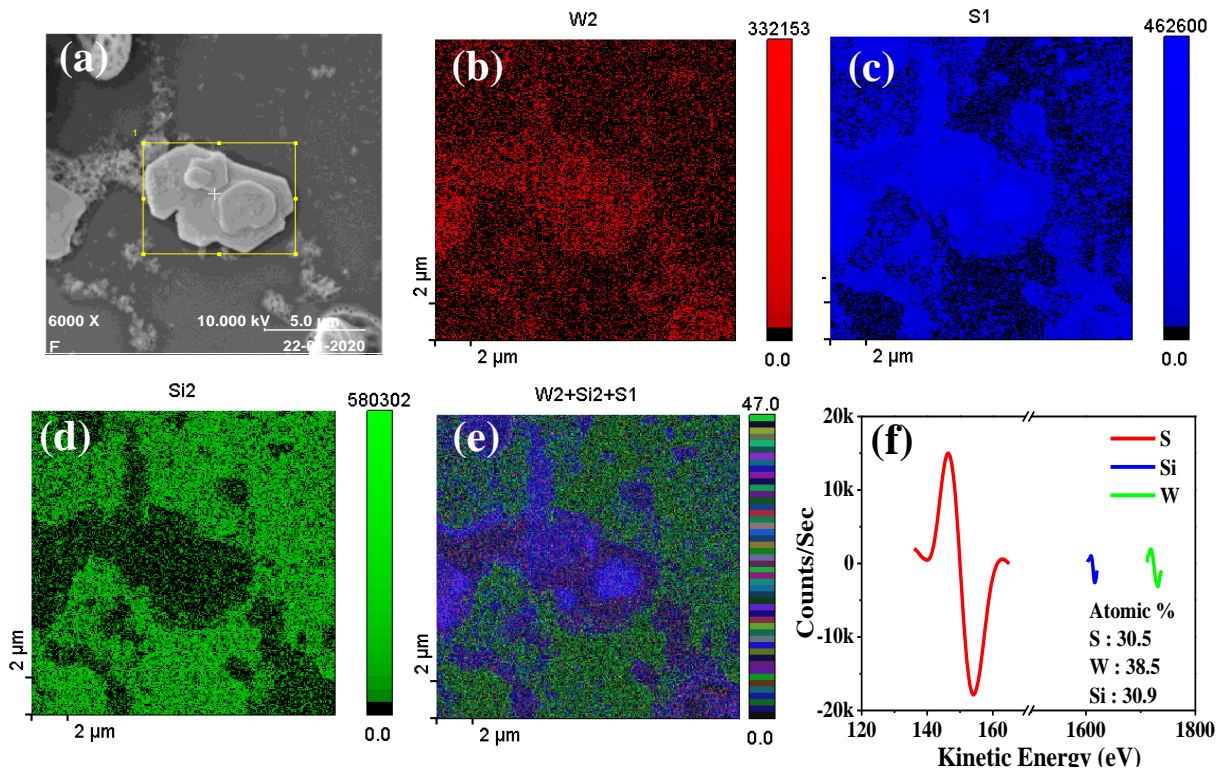 (a)
1
6000 X 10.000 kV 5.0 µm
F
W2
(b)
332153
0.0
2 µm
2 µm
S1
(c)
462600
0.0
2 µm
2 µm
Si2
(d)
580302
0.0
2 µm
2 µm
W2+Si2+S1
(e)
47.0
0.0
2 µm
2 µm
(f)
S
Si
W
20k
10k
0
-10k
-20k
Counts/Sec
Atomic %
S : 30.5
W : 38.5
Si : 30.9
120 140 160 1600 1800
Kinetic Energy (eV)